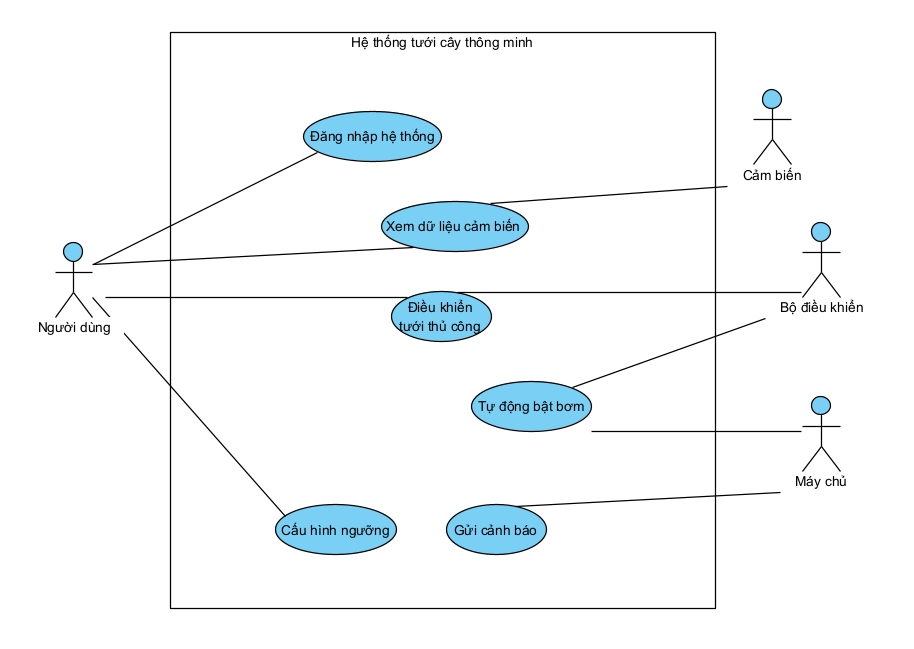 Hệ thống tưới cây thông minh
Đăng nhập hệ thống
Cảm biến
Xem dữ liệu cảm biến
Người dùng
Điều khiển
tưới thủ công
Bộ điều khiển
Tự động bật bơm
Máy chủ
Cấu hình ngưỡng
Gửi cảnh báo